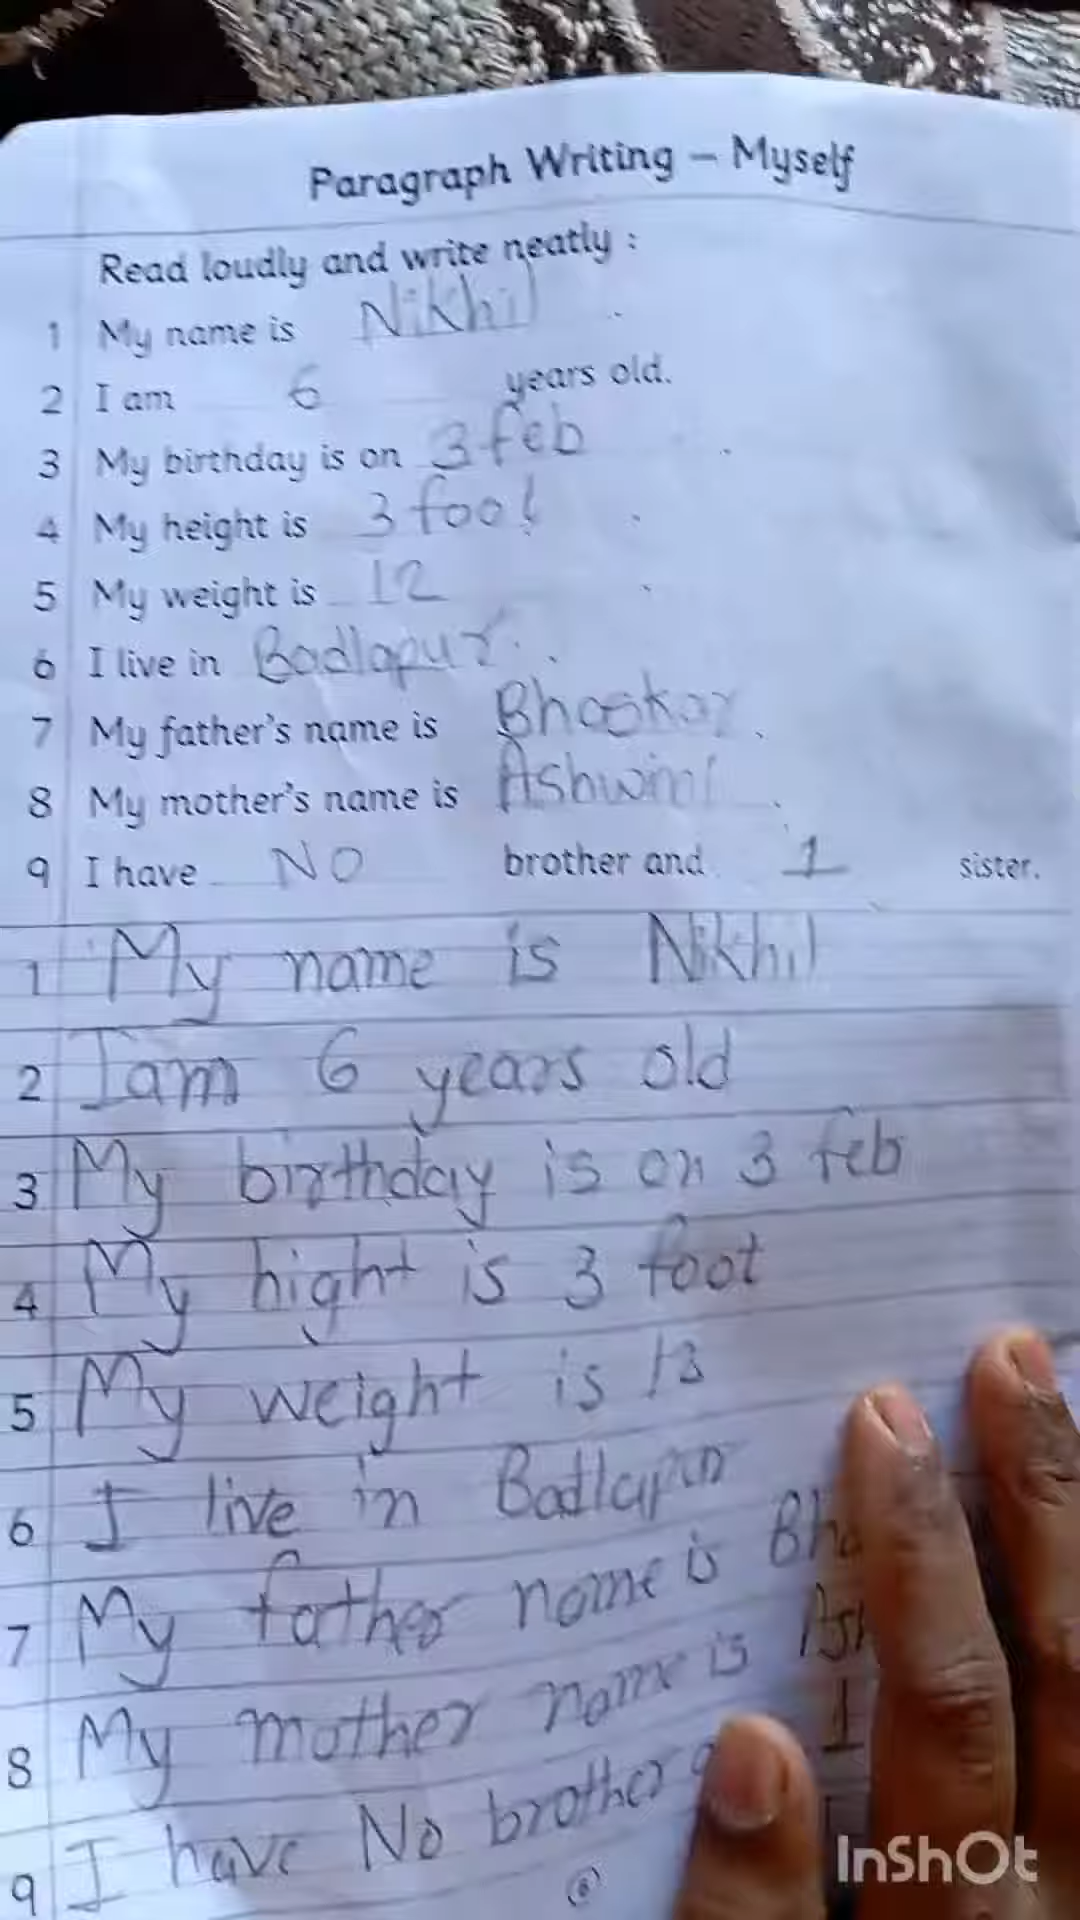 Paragraph Writing – Myself
Read loudly and write neatly :
1 My name is Nikhil .
2 I am 6 years old.
3 My birthday is on 3 feb .
4 My height is 3 foot .
5 My weight is 12 .
6 I live in Badlapur .
7 My father's name is Bhaskar .
8 My mother's name is Ashwini .
9 I have NO brother and 1 sister.
1 My name is Nikhil
2 I am 6 years old
3 My birthday is on 3 feb
4 My hight is 3 foot
5 My weight is 13
6 I live in Badlapur
7 My father name is
8 My mother name is
9 I have No brother 1
8
InShOt